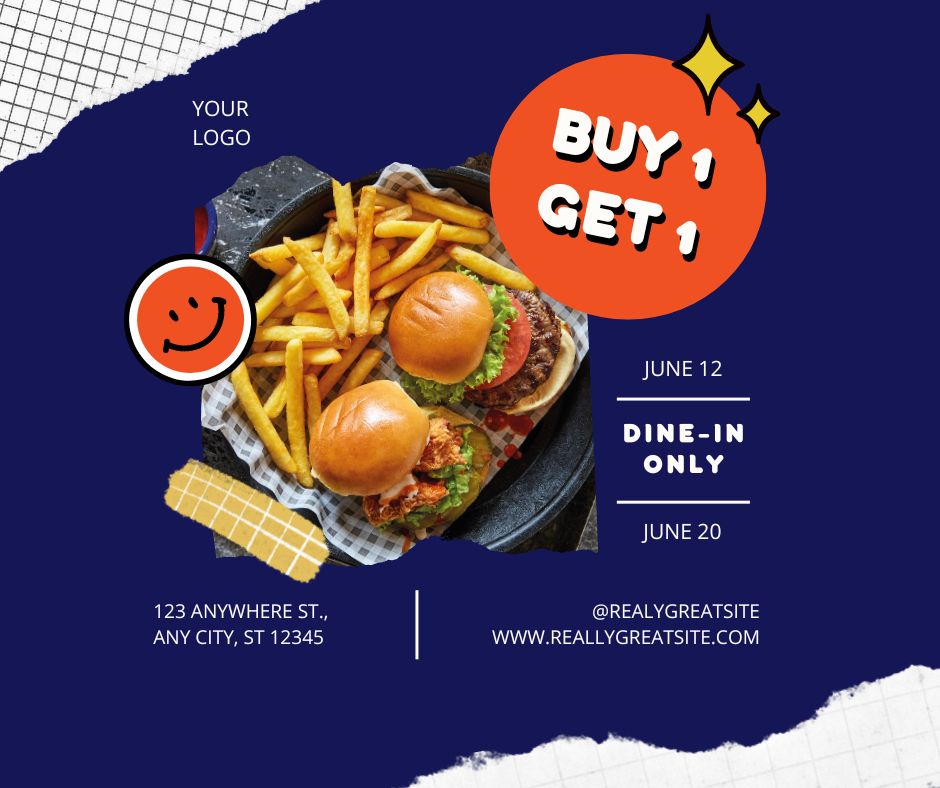 YOUR
LOGO
BUY 1
GET 1
JUNE 12
DINE-IN
ONLY
JUNE 20
123 ANYWHERE ST.,
ANY CITY, ST 12345
@REALYGREATSITE
WWW.REALLYGREATSITE.COM